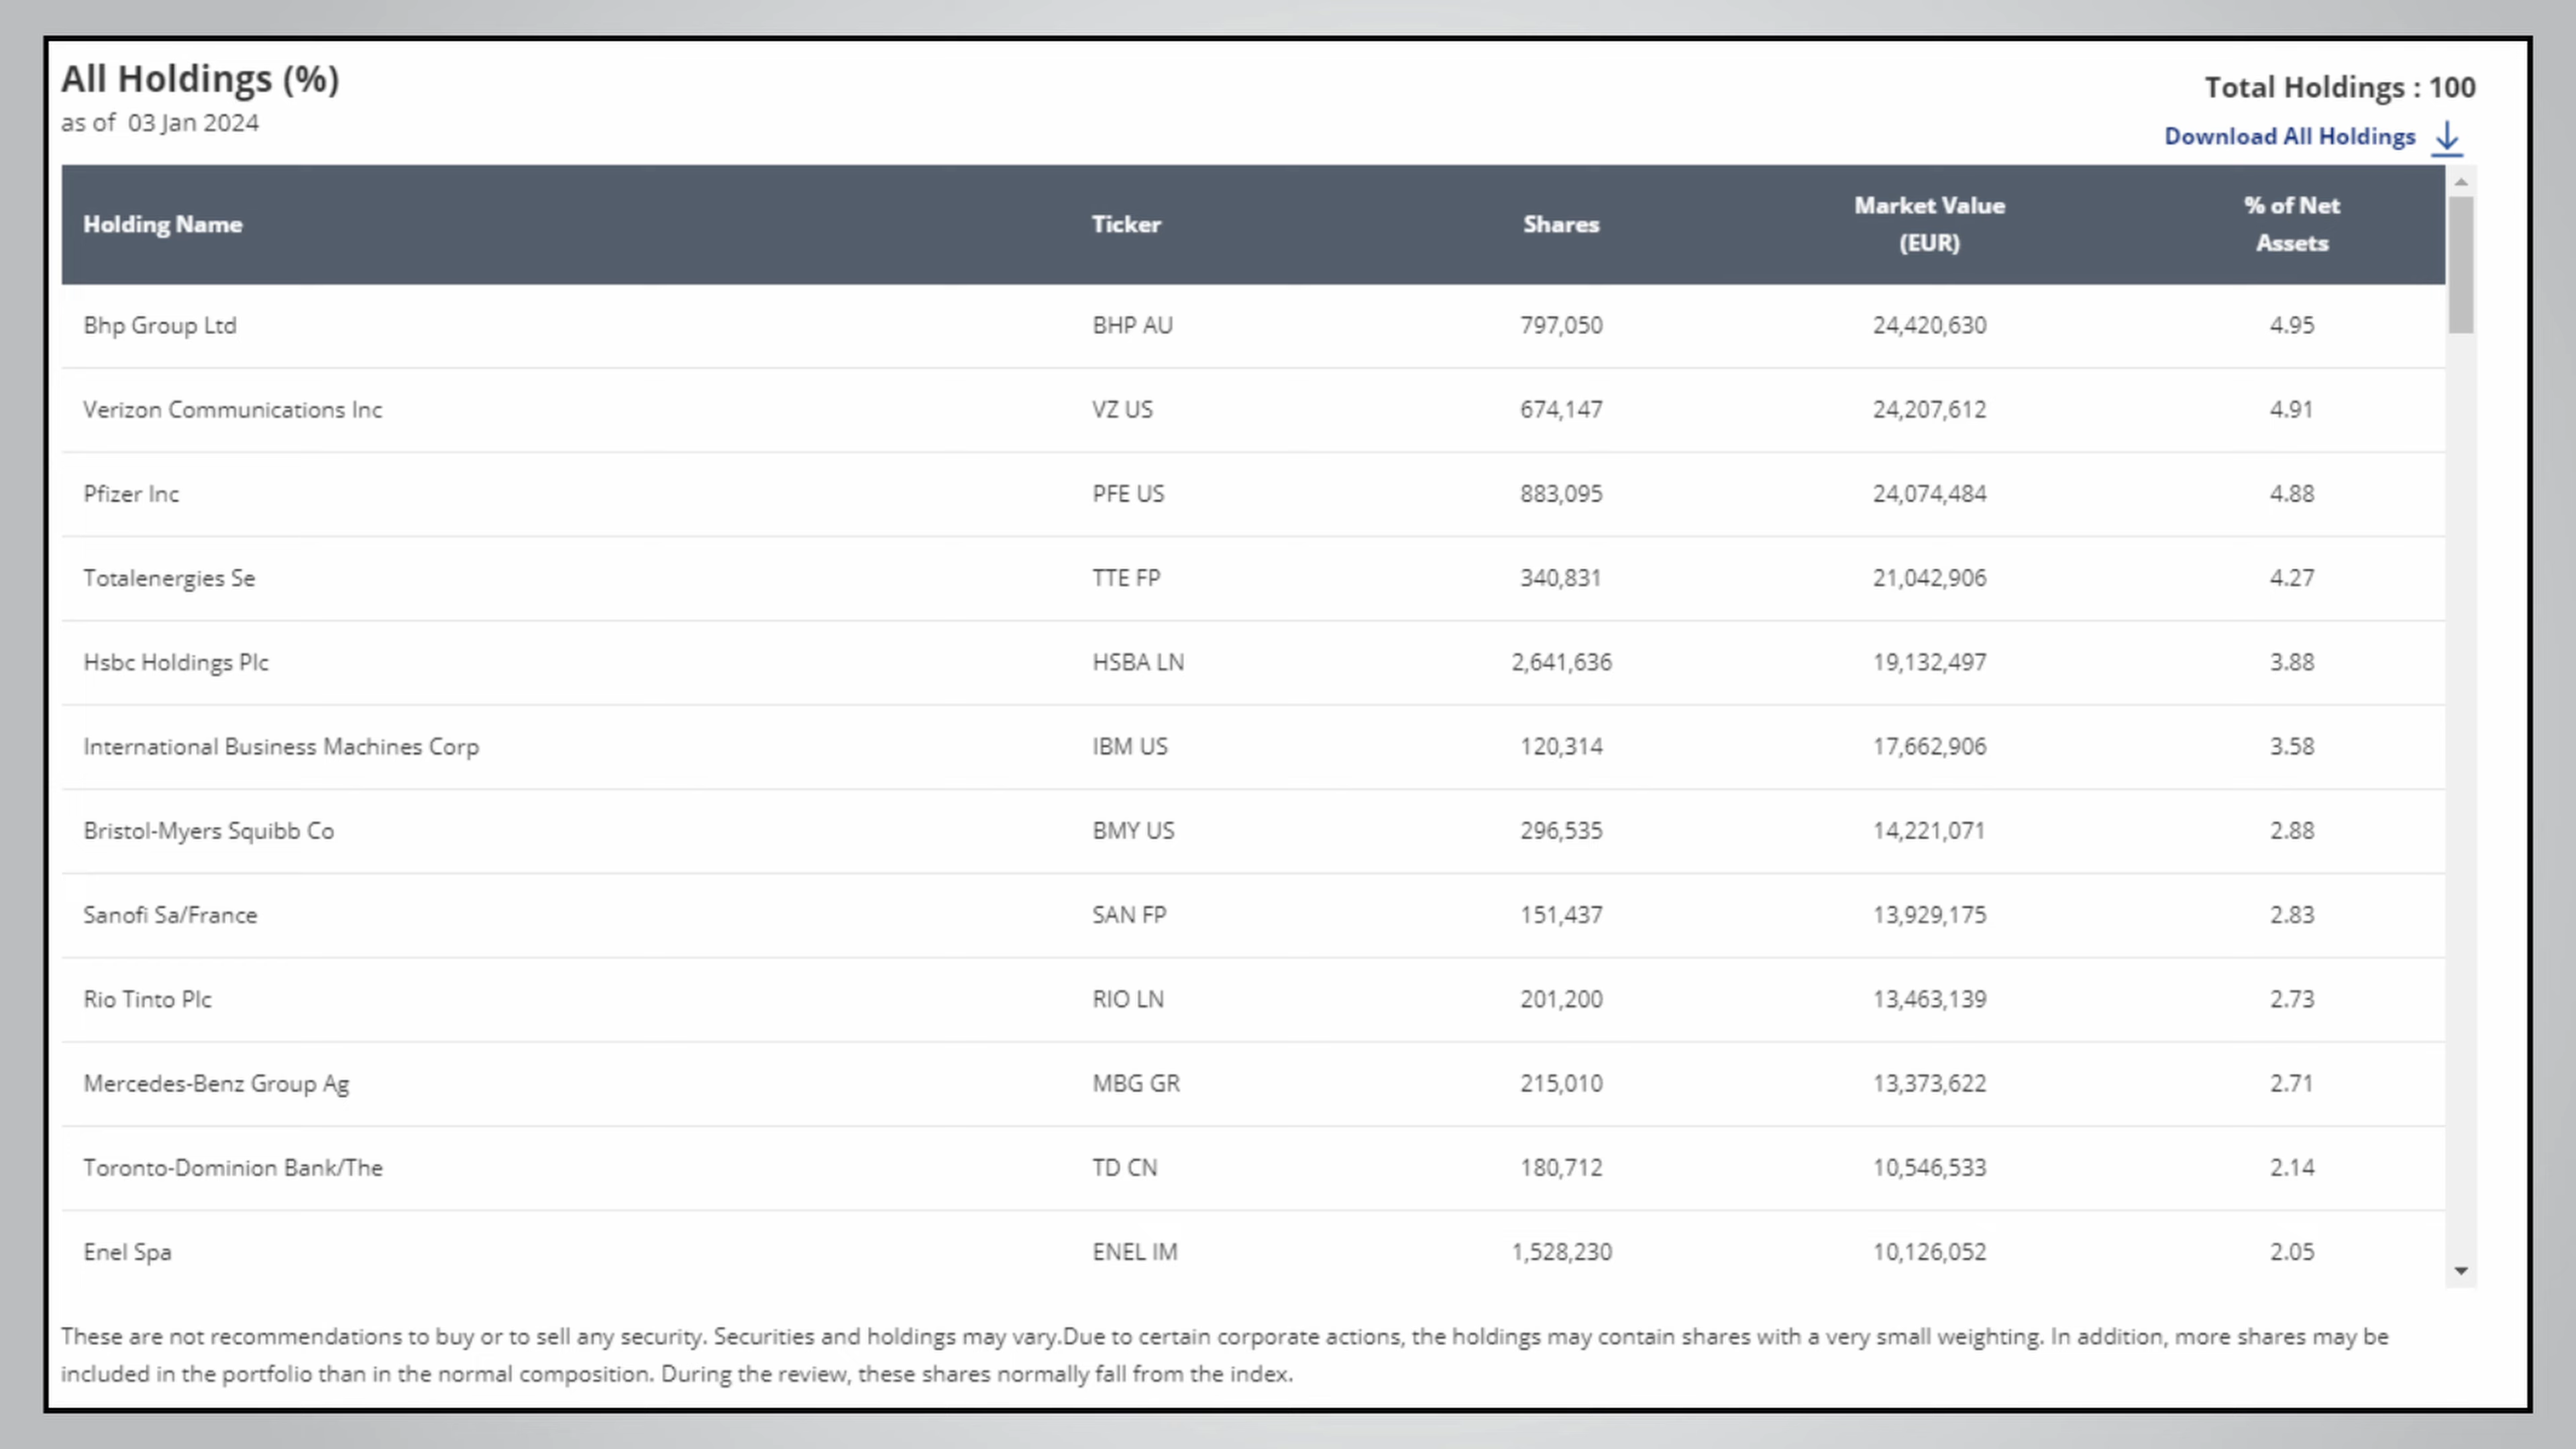 All Holdings (%)
as of 03 Jan 2024
Total Holdings : 100
Download All Holdings
Holding Name Ticker Shares Market Value (EUR) % of Net Assets
Bhp Group Ltd BHP AU 797,050 24,420,630 4.95
Verizon Communications Inc VZ US 674,147 24,207,612 4.91
Pfizer Inc PFE US 883,095 24,074,484 4.88
Totalenergies Se TTE FP 340,831 21,042,906 4.27
Hsbc Holdings Plc HSBA LN 2,641,636 19,132,497 3.88
International Business Machines Corp IBM US 120,314 17,662,906 3.58
Bristol-Myers Squibb Co BMY US 296,535 14,221,071 2.88
Sanofi Sa/France SAN FP 151,437 13,929,175 2.83
Rio Tinto Plc RIO LN 201,200 13,463,139 2.73
Mercedes-Benz Group Ag MBG GR 215,010 13,373,622 2.71
Toronto-Dominion Bank/The TD CN 180,712 10,546,533 2.14
Enel Spa ENEL IM 1,528,230 10,126,052 2.05
These are not recommendations to buy or to sell any security. Securities and holdings may vary.Due to certain corporate actions, the holdings may contain shares with a very small weighting. In addition, more shares may be
included in the portfolio than in the normal composition. During the review, these shares normally fall from the index.